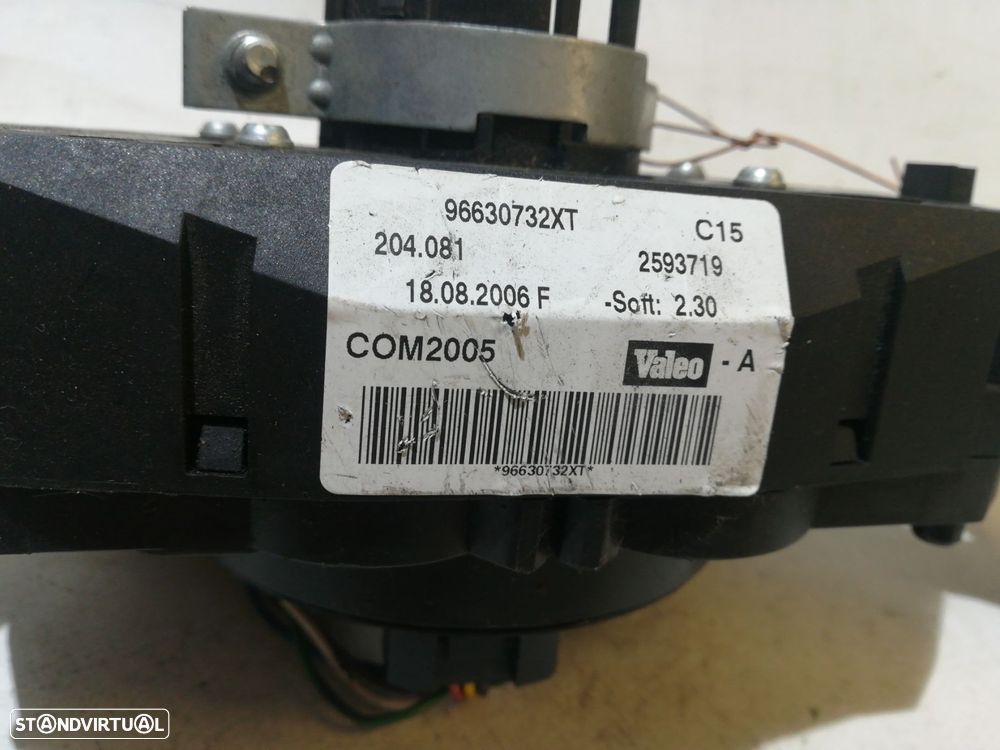 96630732XT C15
204.081 2593719
18.08.2006 F -Soft: 2.30
COM2005 Valeo - A
*96630732XT*
STANDVIRTUAL